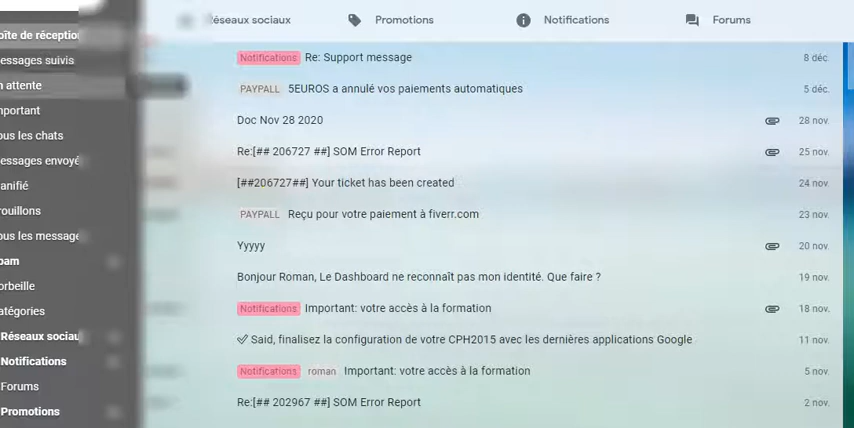 éseaux sociaux Promotions Notifications Forums
oîte de réception
essages suivis
n attente
mportant
ous les chats
essages envoyé
anifié
rouillons
ous les message
pam
orbeille
atégories
Réseaux sociau
Notifications
Forums
Promotions
Notifications Re: Support message 8 déc.
PAYPALL 5EUROS a annulé vos paiements automatiques 5 déc.
Doc Nov 28 2020 28 nov.
Re:[## 206727 ##] SOM Error Report 25 nov.
[##206727##] Your ticket has been created 24 nov.
PAYPALL Reçu pour votre paiement à fiverr.com 23 nov.
Yyyyy 20 nov.
Bonjour Roman, Le Dashboard ne reconnaît pas mon identité. Que faire ? 19 nov.
Notifications Important: votre accès à la formation 18 nov.
Said, finalisez la configuration de votre CPH2015 avec les dernières applications Google 11 nov.
Notifications roman Important: votre accès à la formation 5 nov.
Re:[## 202967 ##] SOM Error Report 2 nov.